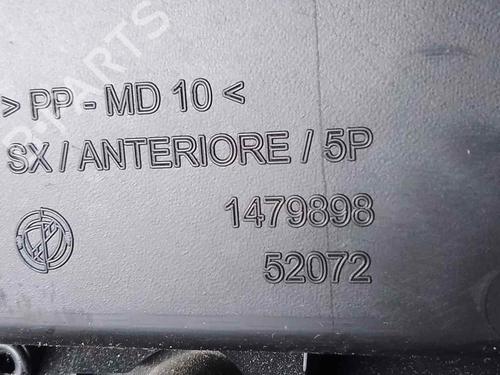 > PP - MD 10 <
SX / ANTERIORE / 5P
1479898
52072